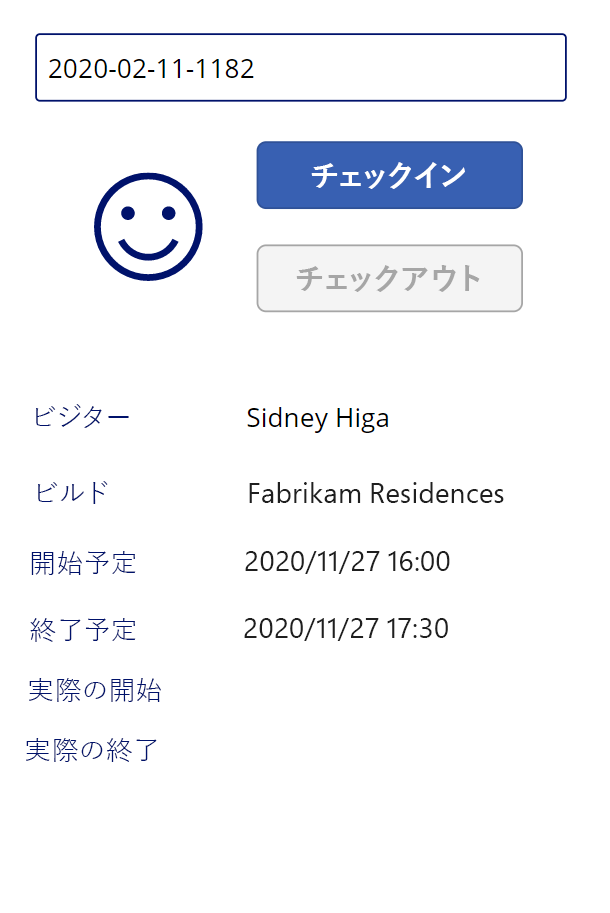 2020-02-11-1182
チェックイン
チェックアウト
ビジター Sidney Higa
ビルド Fabrikam Residences
開始予定 2020/11/27 16:00
終了予定 2020/11/27 17:30
実際の開始
実際の終了